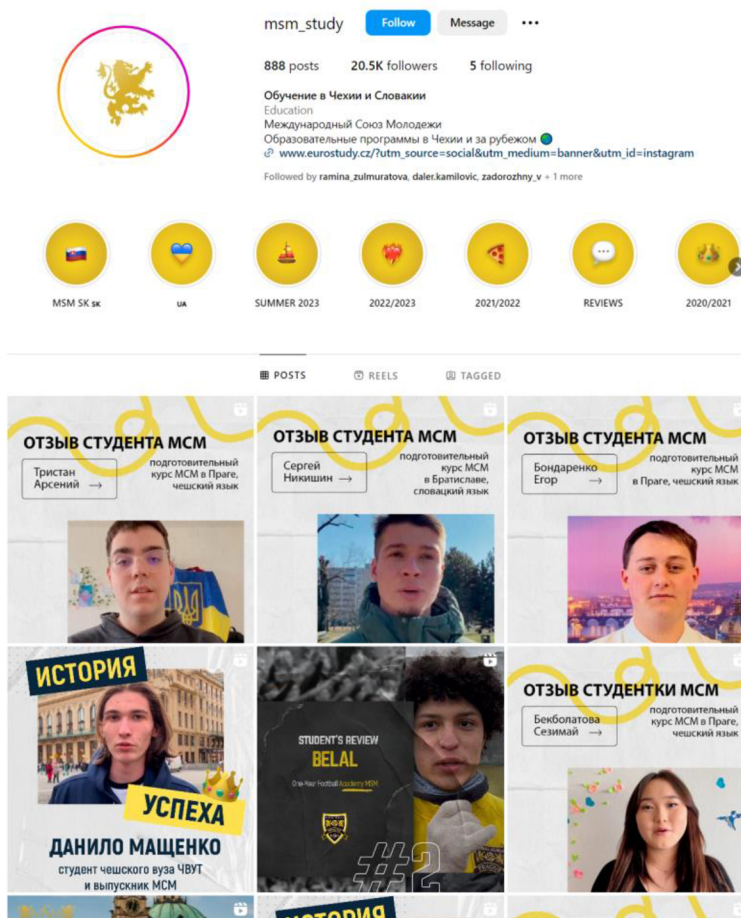 msm_study Follow Message •••
888 posts 20.5K followers 5 following
Обучение в Чехии и Словакии
Education
Международный Союз Молодежи
Образовательные программы в Чехии и за рубежом
www.eurostudy.cz/?utm_source=social&utm_medium=banner&utm_id=instagram
Followed by ramina_zulmuratova, daler.kamilovic, zadorozhny_v + 1 more
MSM SK SK UA SUMMER 2023 2022/2023 2021/2022 REVIEWS 2020/2021
POSTS REELS TAGGED
ОТЗЫВ СТУДЕНТА МСМ
Тристан
Арсений →
подготовительный
курс МСМ в Праге,
чешский язык
ОТЗЫВ СТУДЕНТА МСМ
Сергей
Никишин →
подготовительный
курс МСМ
в Братиславе,
словацкий язык
ОТЗЫВ СТУДЕНТА МСМ
Бондаренко
Егор →
подготовительный
курс МСМ
в Праге, чешский язык
ИСТОРИЯ
УСПЕХА
ДАНИЛО МАЩЕНКО
студент чешского вуза ЧВУТ
и выпускник МСМ
STUDENT'S REVIEW
BELAL
One-Year Football Academy MSM
#2
ОТЗЫВ СТУДЕНТКИ МСМ
Бекболатова
Сезимай →
подготовительный
курс МСМ в Праге,
чешский язык
ИСТОРИЯ